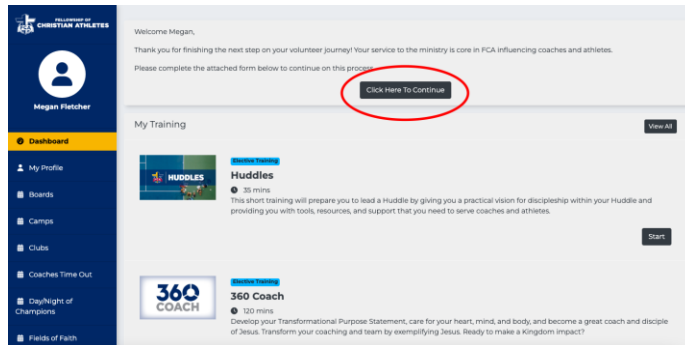 FELLOWSHIP OF
CHRISTIAN ATHLETES
Megan Fletcher
Dashboard
My Profile
Boards
Camps
Clubs
Coaches Time Out
Day/Night of
Champions
Fields of Faith
Welcome Megan,
Thank you for finishing the next step on your volunteer journey! Your service to the ministry is core in FCA influencing coaches and athletes.
Please complete the attached form below to continue on this process.
Click Here To Continue
My Training
View All
HUDDLES
Elective Training
Huddles
35 mins
This short training will prepare you to lead a Huddle by giving you a practical vision for discipleship within your Huddle and
providing you with tools, resources, and support that you need to serve coaches and athletes.
Start
360
COACH
Elective Training
360 Coach
120 mins
Develop your Transformational Purpose Statement, care for your heart, mind, and body, and become a great coach and disciple
of Jesus. Transform your coaching and team by exemplifying Jesus. Ready to make a Kingdom impact?